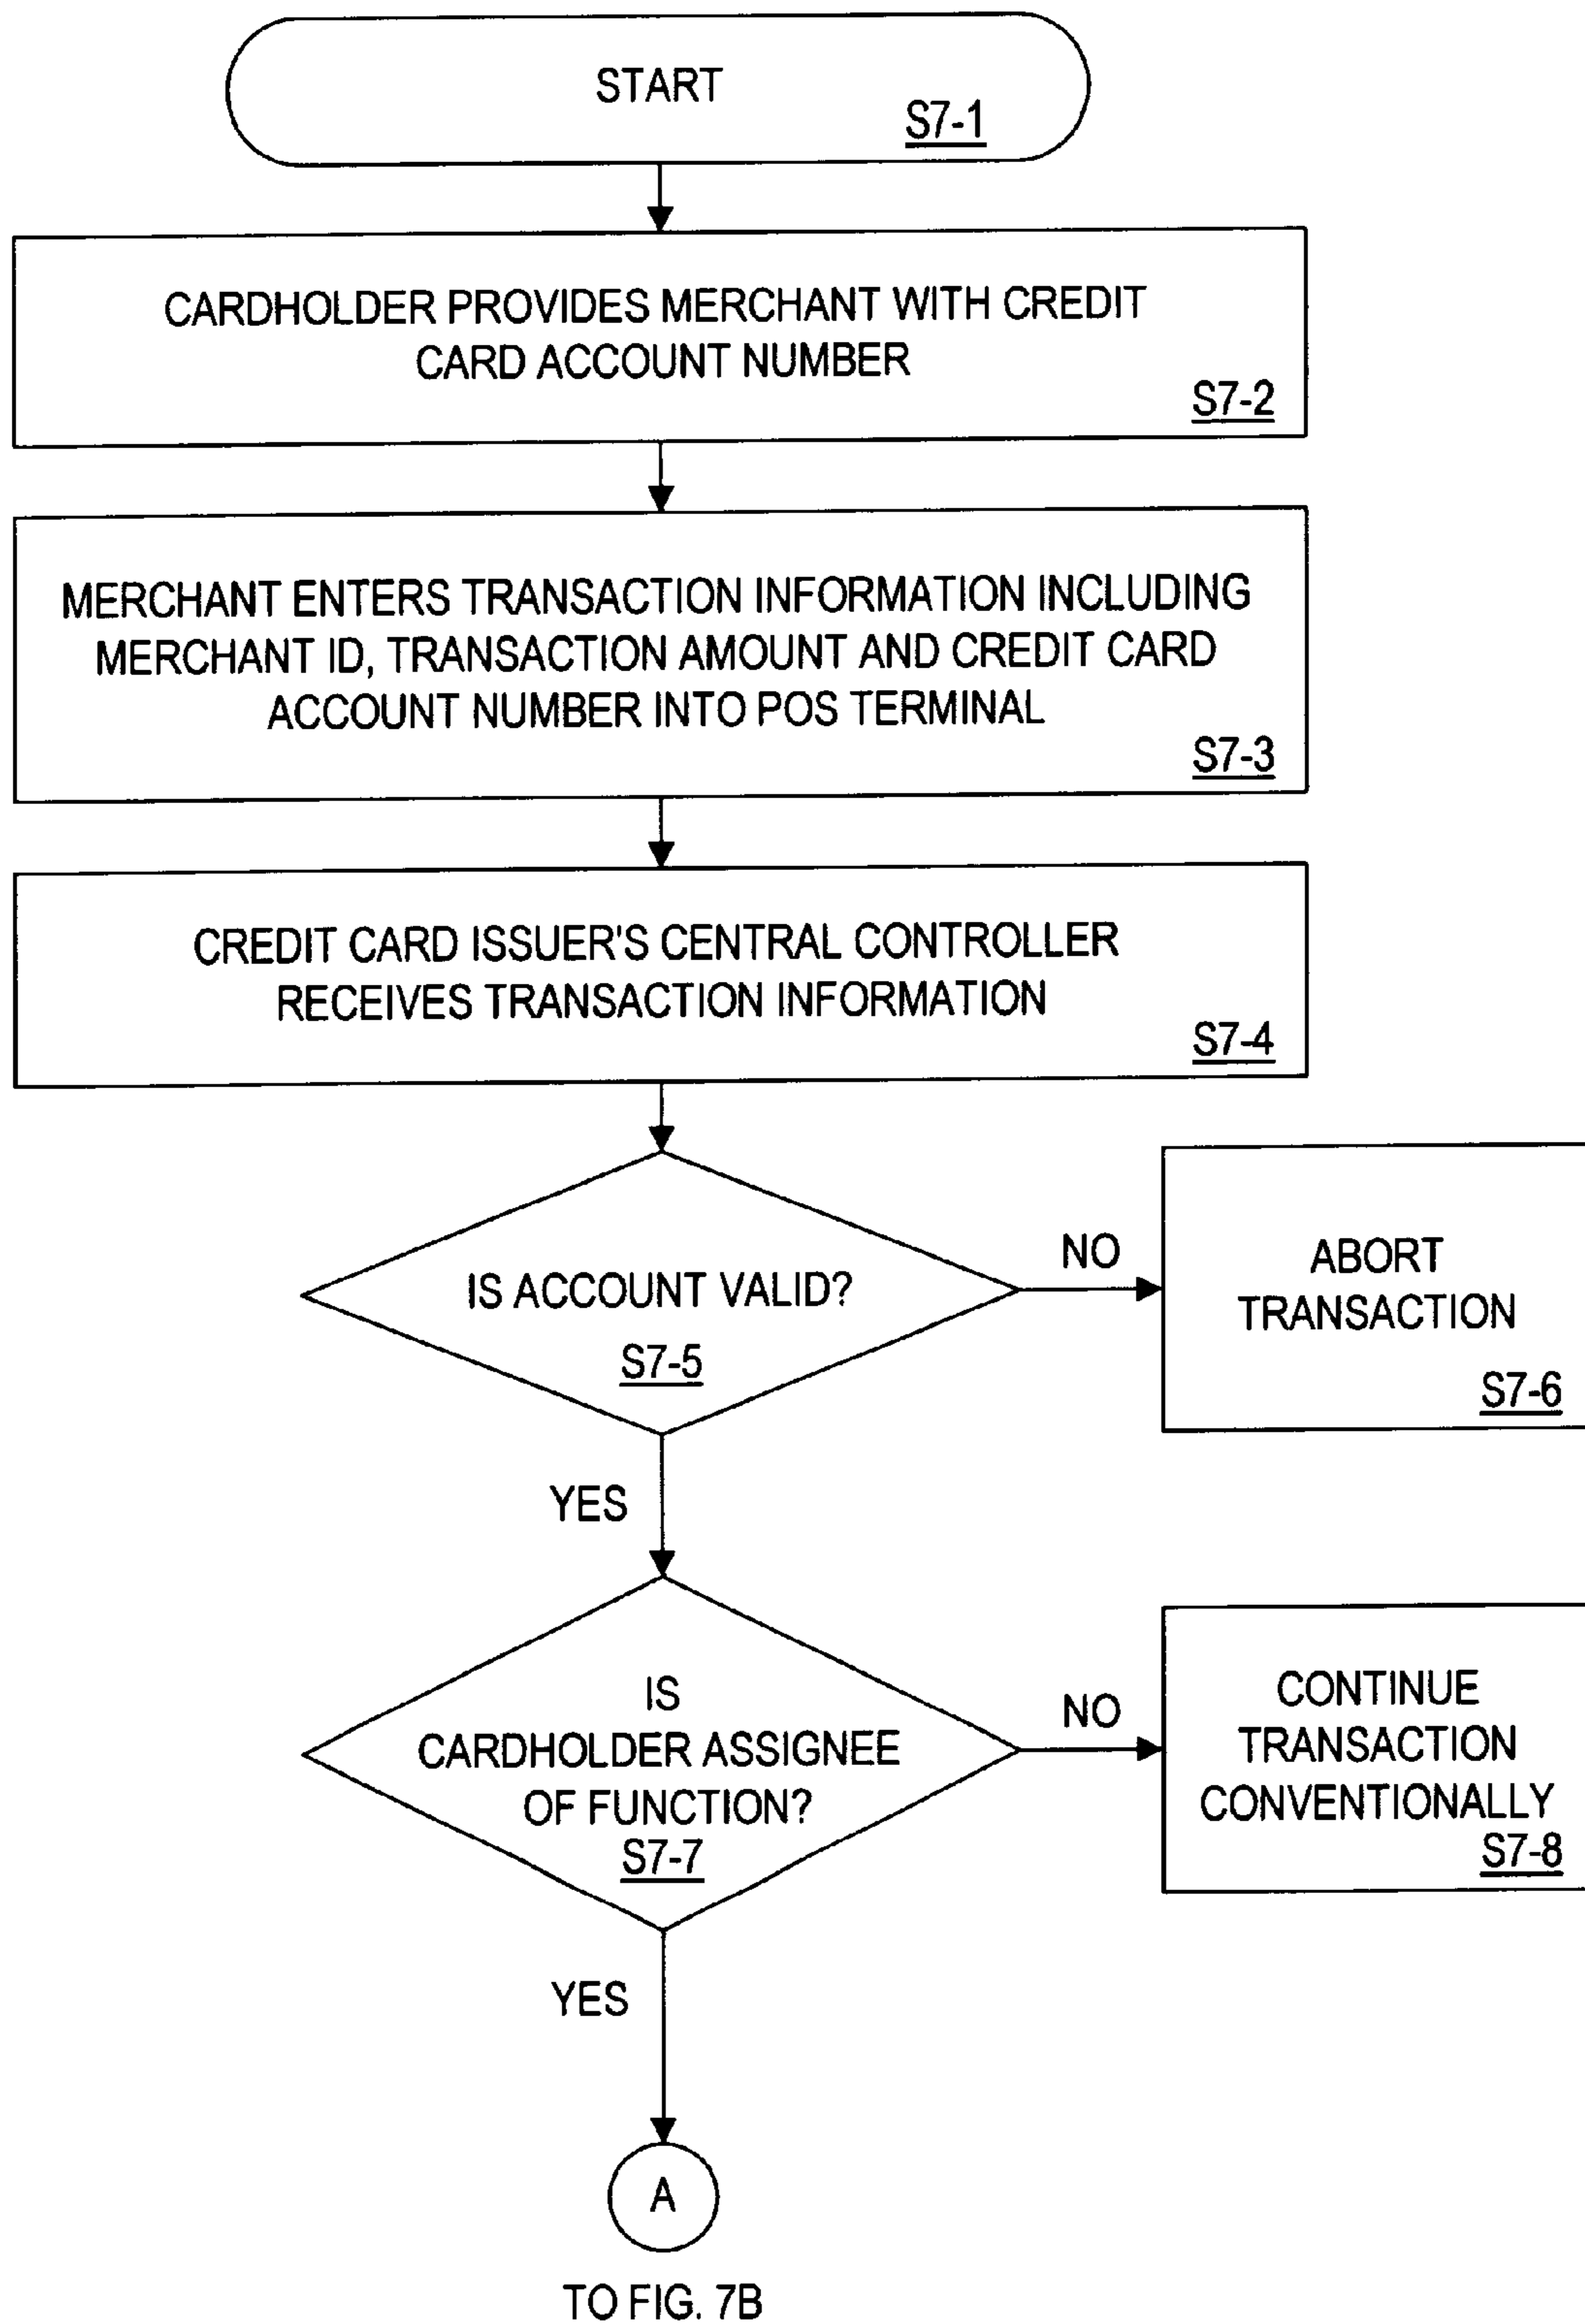 START
S7-1
CARDHOLDER PROVIDES MERCHANT WITH CREDIT
CARD ACCOUNT NUMBER
S7-2
MERCHANT ENTERS TRANSACTION INFORMATION INCLUDING
MERCHANT ID, TRANSACTION AMOUNT AND CREDIT CARD
ACCOUNT NUMBER INTO POS TERMINAL
S7-3
CREDIT CARD ISSUER'S CENTRAL CONTROLLER
RECEIVES TRANSACTION INFORMATION
S7-4
IS ACCOUNT VALID?
S7-5
NO
ABORT
TRANSACTION
S7-6
YES
IS
CARDHOLDER ASSIGNEE
OF FUNCTION?
S7-7
NO
CONTINUE
TRANSACTION
CONVENTIONALLY
S7-8
YES
A
TO FIG. 7B